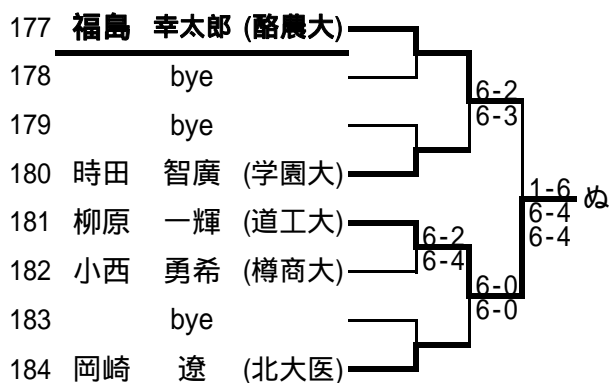 177 福島 幸太郎 (酪農大)
178 bye
179 bye
180 時田 智廣 (学園大)
181 柳原 一輝 (道工大)
182 小西 勇希 (樽商大)
183 bye
184 岡崎 遼 (北大医)
6-2
6-3
6-2
6-4
6-0
6-0
1-6
6-4
6-4
ぬ